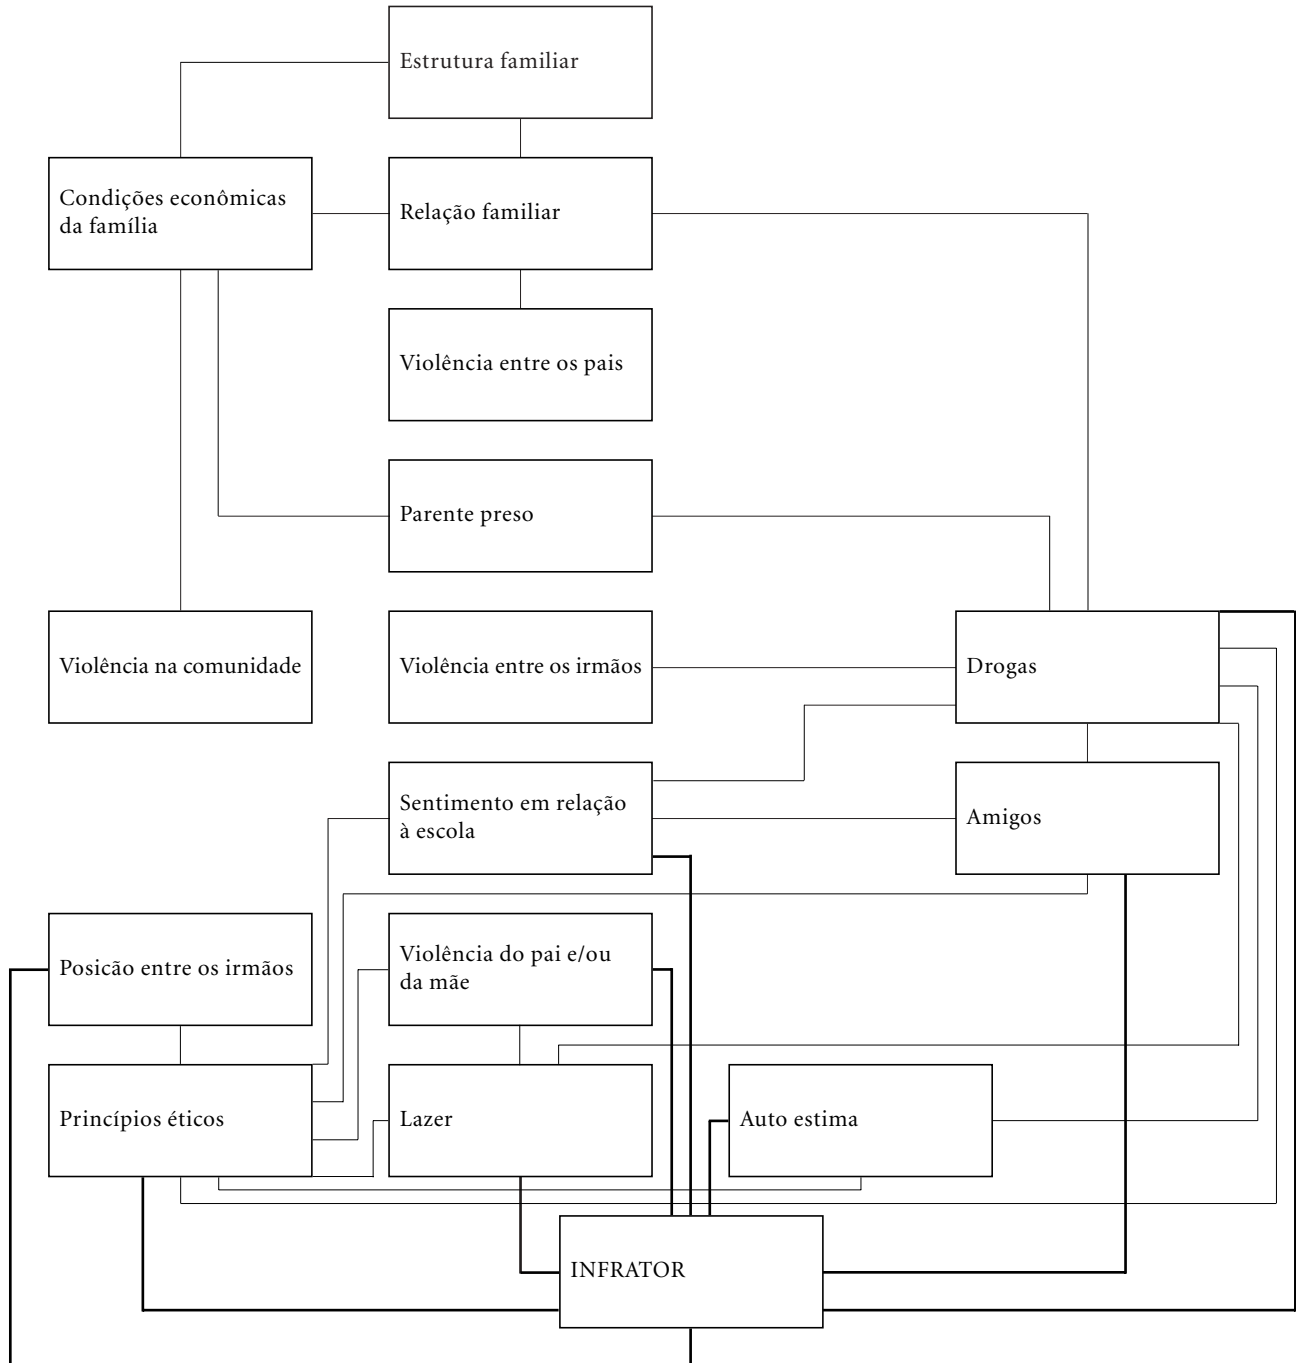 Estrutura familiar
Condições econômicas
da família
Relação familiar
Violência entre os pais
Parente preso
Violência na comunidade
Violência entre os irmãos
Drogas
Sentimento em relação
à escola
Amigos
Posicão entre os irmãos
Violência do pai e/ou
da mãe
Princípios éticos
Lazer
Auto estima
INFRATOR